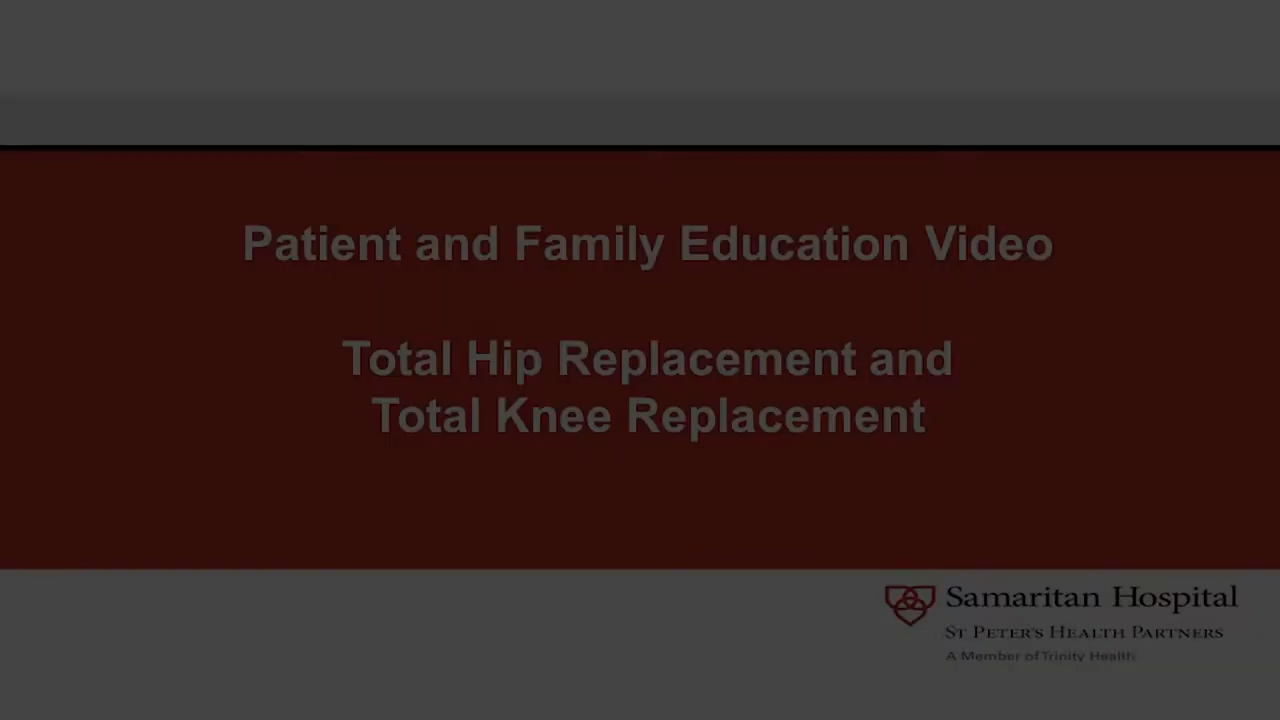 Patient and Family Education Video
Total Hip Replacement and
Total Knee Replacement
Samaritan Hospital
St Peter's Health Partners
A Member of Trinity Health